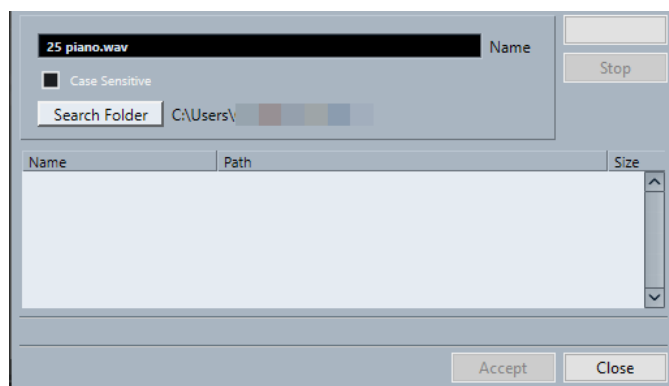 25 piano.wav Name
Stop
Case Sensitive
Search Folder C:\Users\
Name Path Size
Accept Close